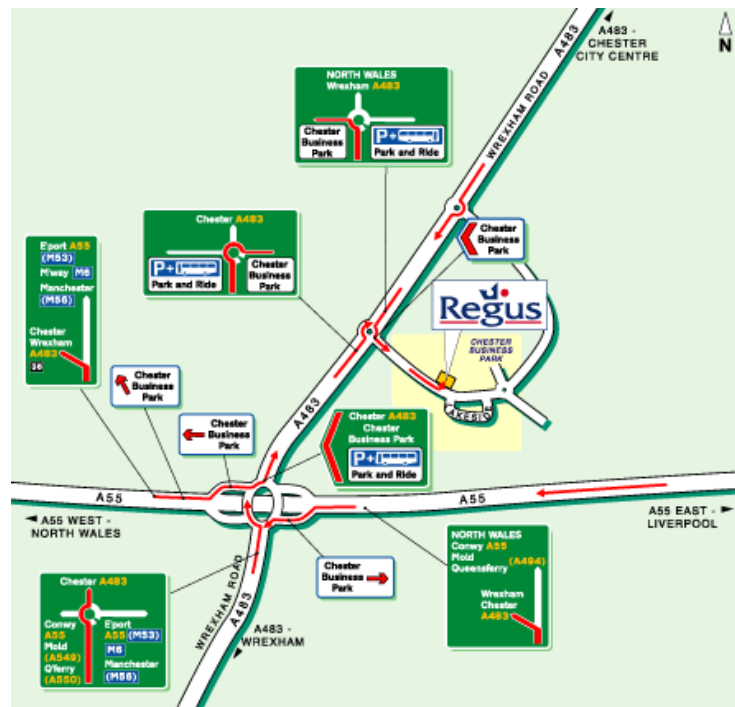 A483 -
CHESTER
CITY CENTRE
N
A483
WREXHAM ROAD
NORTH WALES
Wrexham A483
Chester
Business
Park
P+
Park and Ride
Chester A483
P+
Park and Ride
Chester
Business
Park
Chester
Business
Park
E'port A55
(M53)
M'way M6
Manchester
(M56)
Chester
Wrexham
A483
36
Regus
CHESTER
BUSINESS
PARK
LAKESIDE
Chester
Business
Park
Chester
Business
Park
A483
Chester A483
Chester
Business Park
P+
Park and Ride
A55
A55
A55 WEST -
NORTH WALES
A55 EAST -
LIVERPOOL
NORTH WALES
Conwy A55
Mold (A494)
Queensferry
Wrexham
Chester
A483
Chester
Business
Park
WREXHAM ROAD
A483
A483 -
WREXHAM
Chester A483
Conwy
A55
Mold
(A549)
Q'ferry
(A550)
E'port
A55 (M53)
M6
Manchester
(M56)